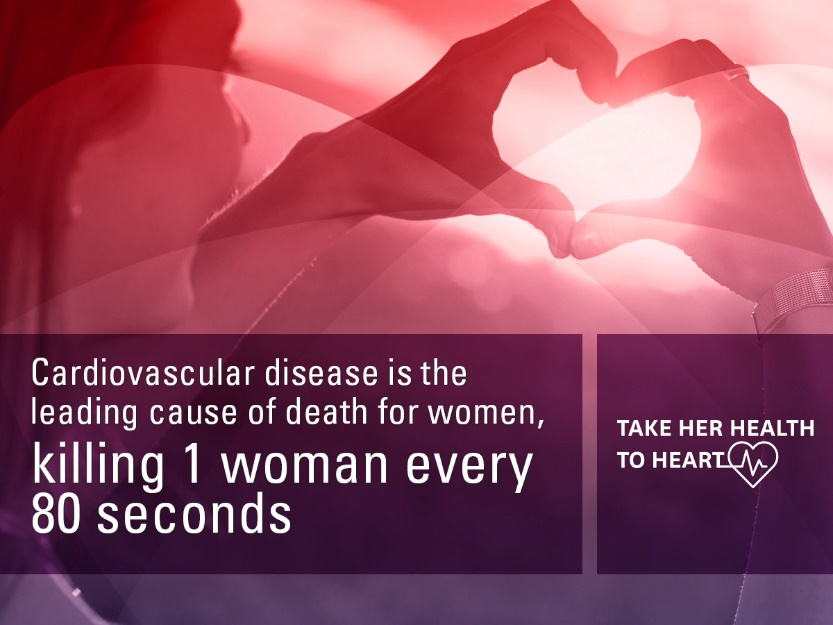 Cardiovascular disease is the
leading cause of death for women,
killing 1 woman every
80 seconds
TAKE HER HEALTH
TO HEART